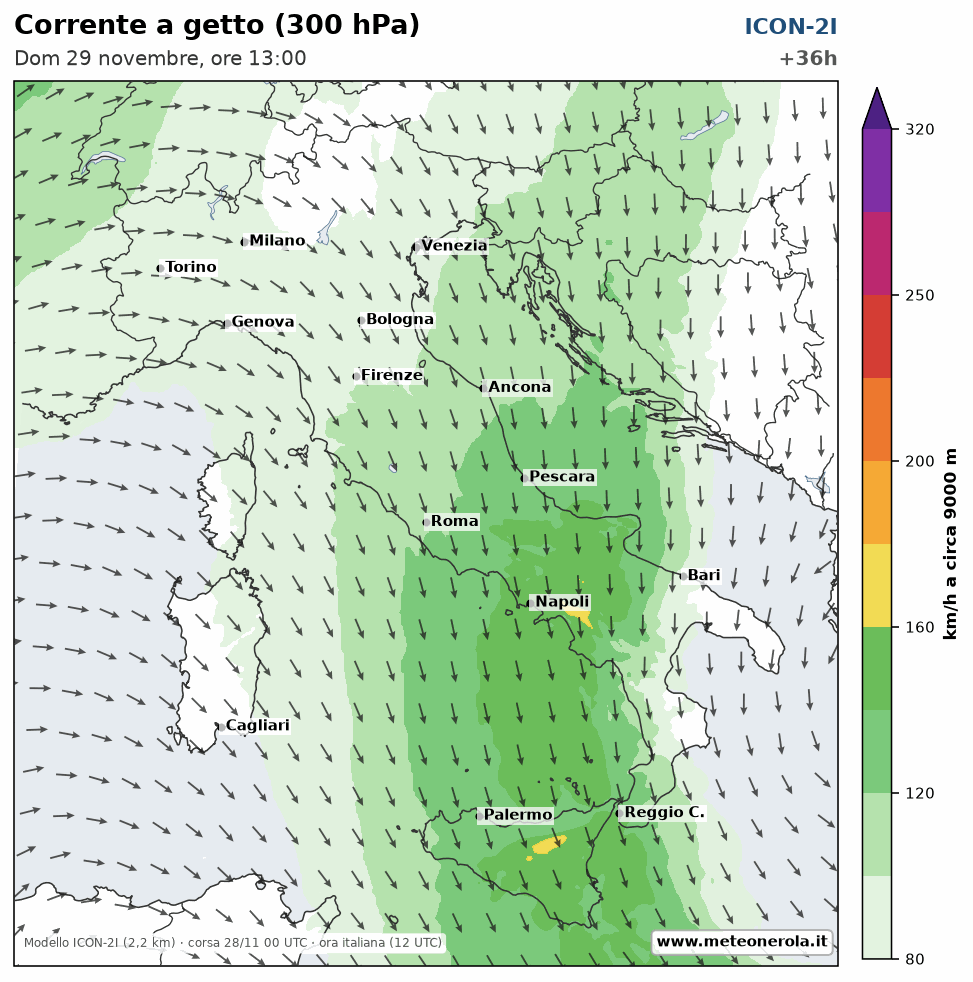 Corrente a getto (300 hPa)
ICON-2I
Dom 29 novembre, ore 13:00
+36h
320
Milano
Venezia
Torino
250
Genova
Bologna
Firenze
Ancona
200
Pescara
Roma
km/h a circa 9000 m
Bari
Napoli
160
Cagliari
120
Palermo
Reggio C.
Modello ICON-2I (2,2 km) · corsa 28/11 00 UTC · ora italiana (12 UTC)
www.meteonerola.it
80